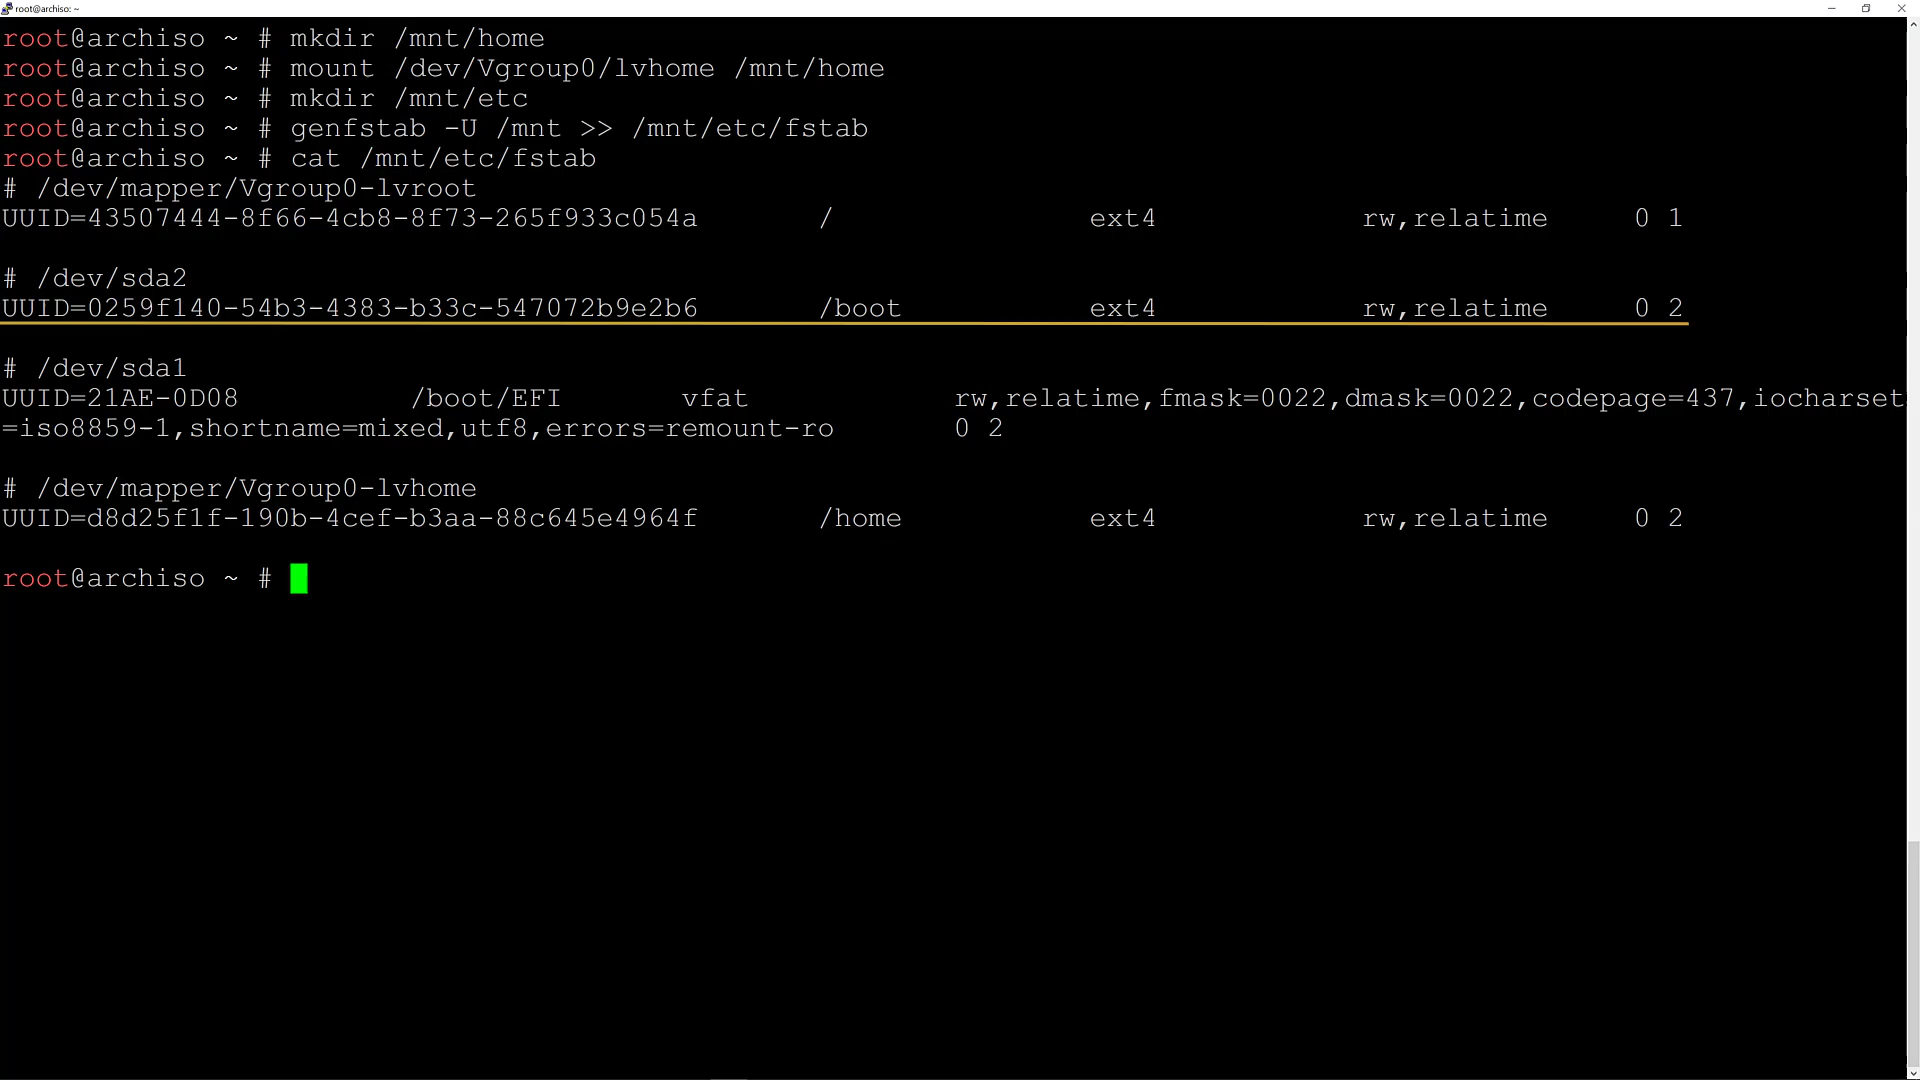 root@archiso: ~
root@archiso ~ # mkdir /mnt/home
root@archiso ~ # mount /dev/Vgroup0/lvhome /mnt/home
root@archiso ~ # mkdir /mnt/etc
root@archiso ~ # genfstab -U /mnt >> /mnt/etc/fstab
root@archiso ~ # cat /mnt/etc/fstab
# /dev/mapper/Vgroup0-lvroot
UUID=43507444-8f66-4cb8-8f73-265f933c054a / ext4 rw,relatime 0 1
# /dev/sda2
UUID=0259f140-54b3-4383-b33c-547072b9e2b6 /boot ext4 rw,relatime 0 2
# /dev/sda1
UUID=21AE-0D08 /boot/EFI vfat rw,relatime,fmask=0022,dmask=0022,codepage=437,iocharset
=iso8859-1,shortname=mixed,utf8,errors=remount-ro 0 2
# /dev/mapper/Vgroup0-lvhome
UUID=d8d25f1f-190b-4cef-b3aa-88c645e4964f /home ext4 rw,relatime 0 2
root@archiso ~ #